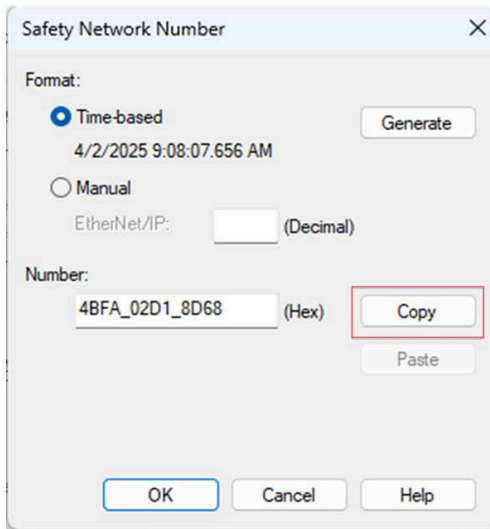 Safety Network Number
Format:
Time-based
Generate
4/2/2025 9:08:07.656 AM
Manual
EtherNet/IP: (Decimal)
Number:
4BFA_02D1_8D68 (Hex) Copy
Paste
OK Cancel Help